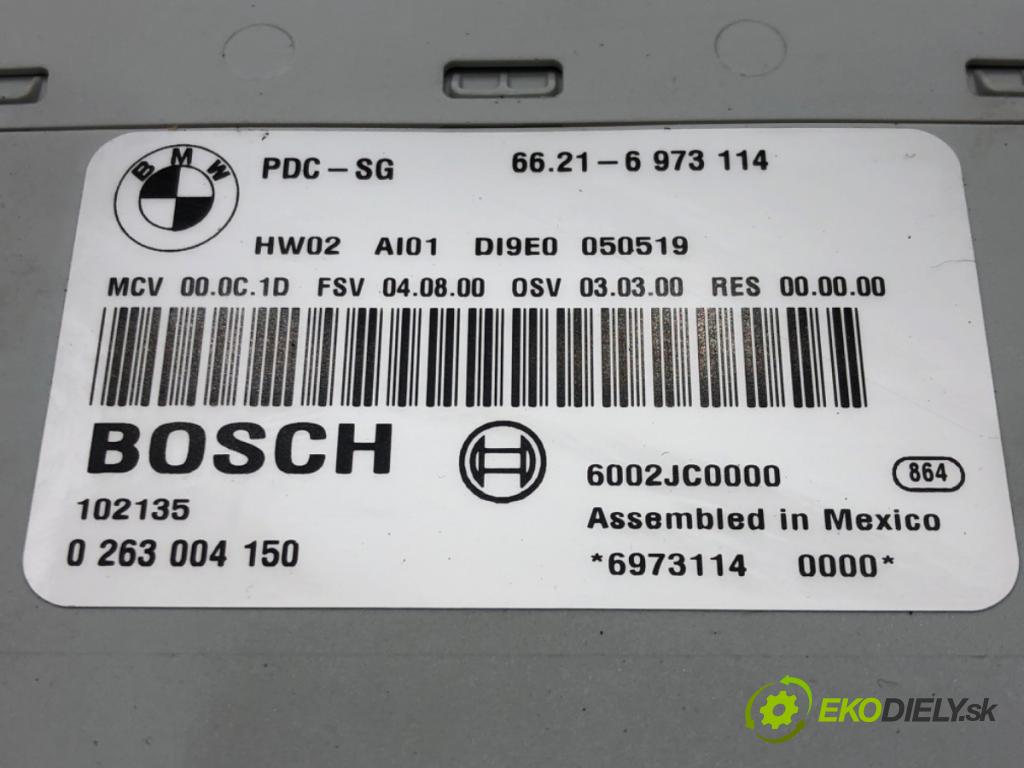 BMW PDC-SG 66.21-6 973 114
HW02 AI01 DI9E0 050519
MCV 00.0C.1D FSV 04.08.00 OSV 03.03.00 RES 00.00.00
BOSCH
6002JC0000 864
102135
Assembled in Mexico
0 263 004 150
*6973114 0000*
EKODIELY.sk